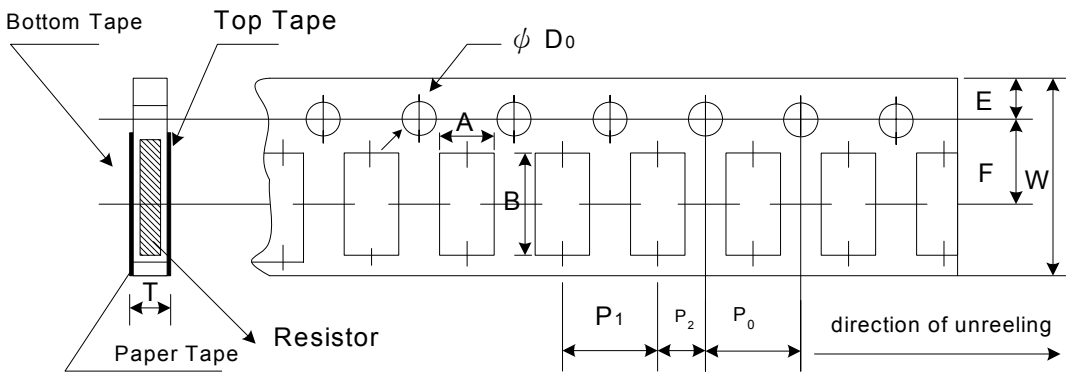 Bottom Tape
Top Tape
ϕ D0
E
A
F
W
B
T
P1
P2
P0
Resistor
direction of unreeling
Paper Tape